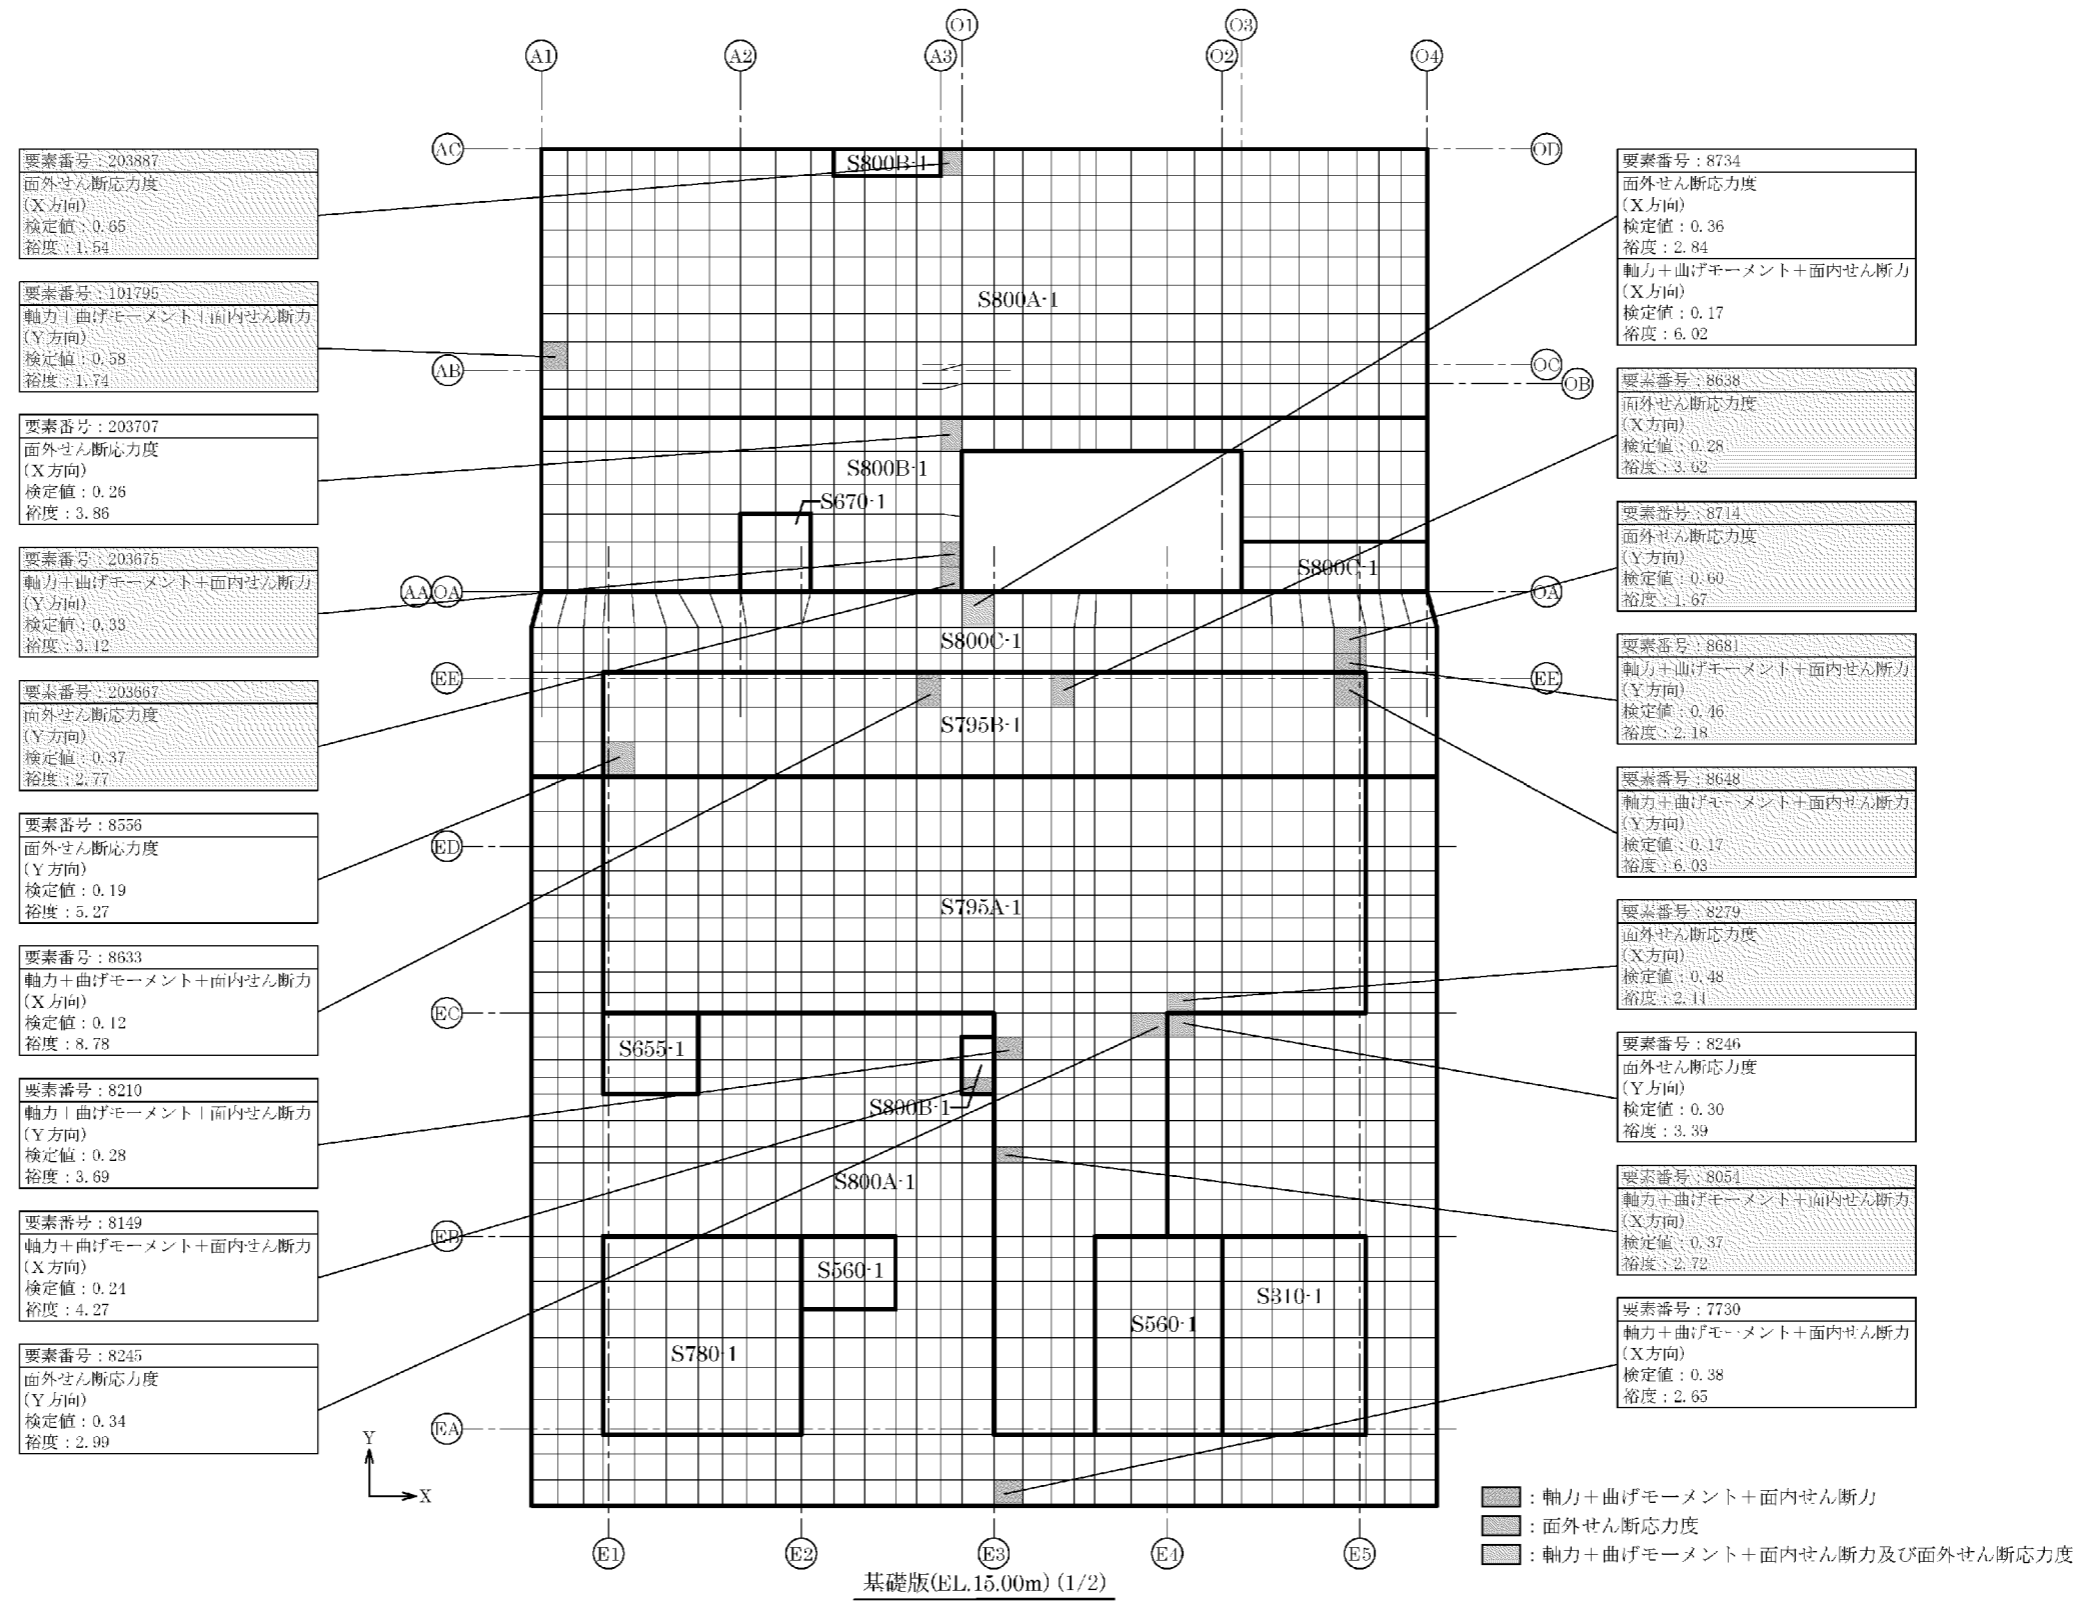 O1
O3
A1
A2
A3
O2
O4
AC
OD
要素番号：203887
面外せん断応力度
(X方向)
検定値：0.65
裕度：1.54
要素番号：101795
軸力＋曲げモーメント＋面内せん断力
(Y方向)
検定値：0.58
裕度：1.74
要素番号：203707
面外せん断応力度
(X方向)
検定値：0.26
裕度：3.86
要素番号：203675
軸力＋曲げモーメント＋面内せん断力
(Y方向)
検定値：0.33
裕度：3.12
要素番号：203667
面外せん断応力度
(Y方向)
検定値：0.37
裕度：2.77
要素番号：8556
面外せん断応力度
(Y方向)
検定値：0.19
裕度：5.27
要素番号：8633
軸力＋曲げモーメント＋面内せん断力
(X方向)
検定値：0.12
裕度：8.78
要素番号：8210
軸力＋曲げモーメント＋面内せん断力
(Y方向)
検定値：0.28
裕度：3.69
要素番号：8149
軸力＋曲げモーメント＋面内せん断力
(X方向)
検定値：0.24
裕度：4.27
要素番号：8245
面外せん断応力度
(Y方向)
検定値：0.34
裕度：2.99
S800B-1
S800A-1
AB
OC
OB
S800B-1
S670-1
S800C-1
AA
OA
OA
S800C-1
EE
EE
S795B-1
ED
S795A-1
EC
S655-1
S800B-1
S800A-1
EB
S560-1
S310-1
S560-1
S780-1
EA
Y
X
E1
E2
E3
E4
E5
要素番号：8734
面外せん断応力度
(X方向)
検定値：0.36
裕度：2.84
軸力＋曲げモーメント＋面内せん断力
(X方向)
検定値：0.17
裕度：6.02
要素番号：8638
面外せん断応力度
(X方向)
検定値：0.28
裕度：3.62
要素番号：8714
面外せん断応力度
(Y方向)
検定値：0.60
裕度：1.67
要素番号：8681
軸力＋曲げモーメント＋面内せん断力
(Y方向)
検定値：0.46
裕度：2.18
要素番号：8648
軸力＋曲げモーメント＋面内せん断力
(Y方向)
検定値：0.17
裕度：6.03
要素番号：8279
面外せん断応力度
(X方向)
検定値：0.48
裕度：2.11
要素番号：8246
面外せん断応力度
(Y方向)
検定値：0.30
裕度：3.39
要素番号：8054
軸力＋曲げモーメント＋面内せん断力
(X方向)
検定値：0.37
裕度：2.72
要素番号：7730
軸力＋曲げモーメント＋面内せん断力
(X方向)
検定値：0.38
裕度：2.65
：軸力＋曲げモーメント＋面内せん断力
：面外せん断応力度
：軸力＋曲げモーメント＋面内せん断力及び面外せん断応力度
基礎版(EL.15.00m) (1/2)